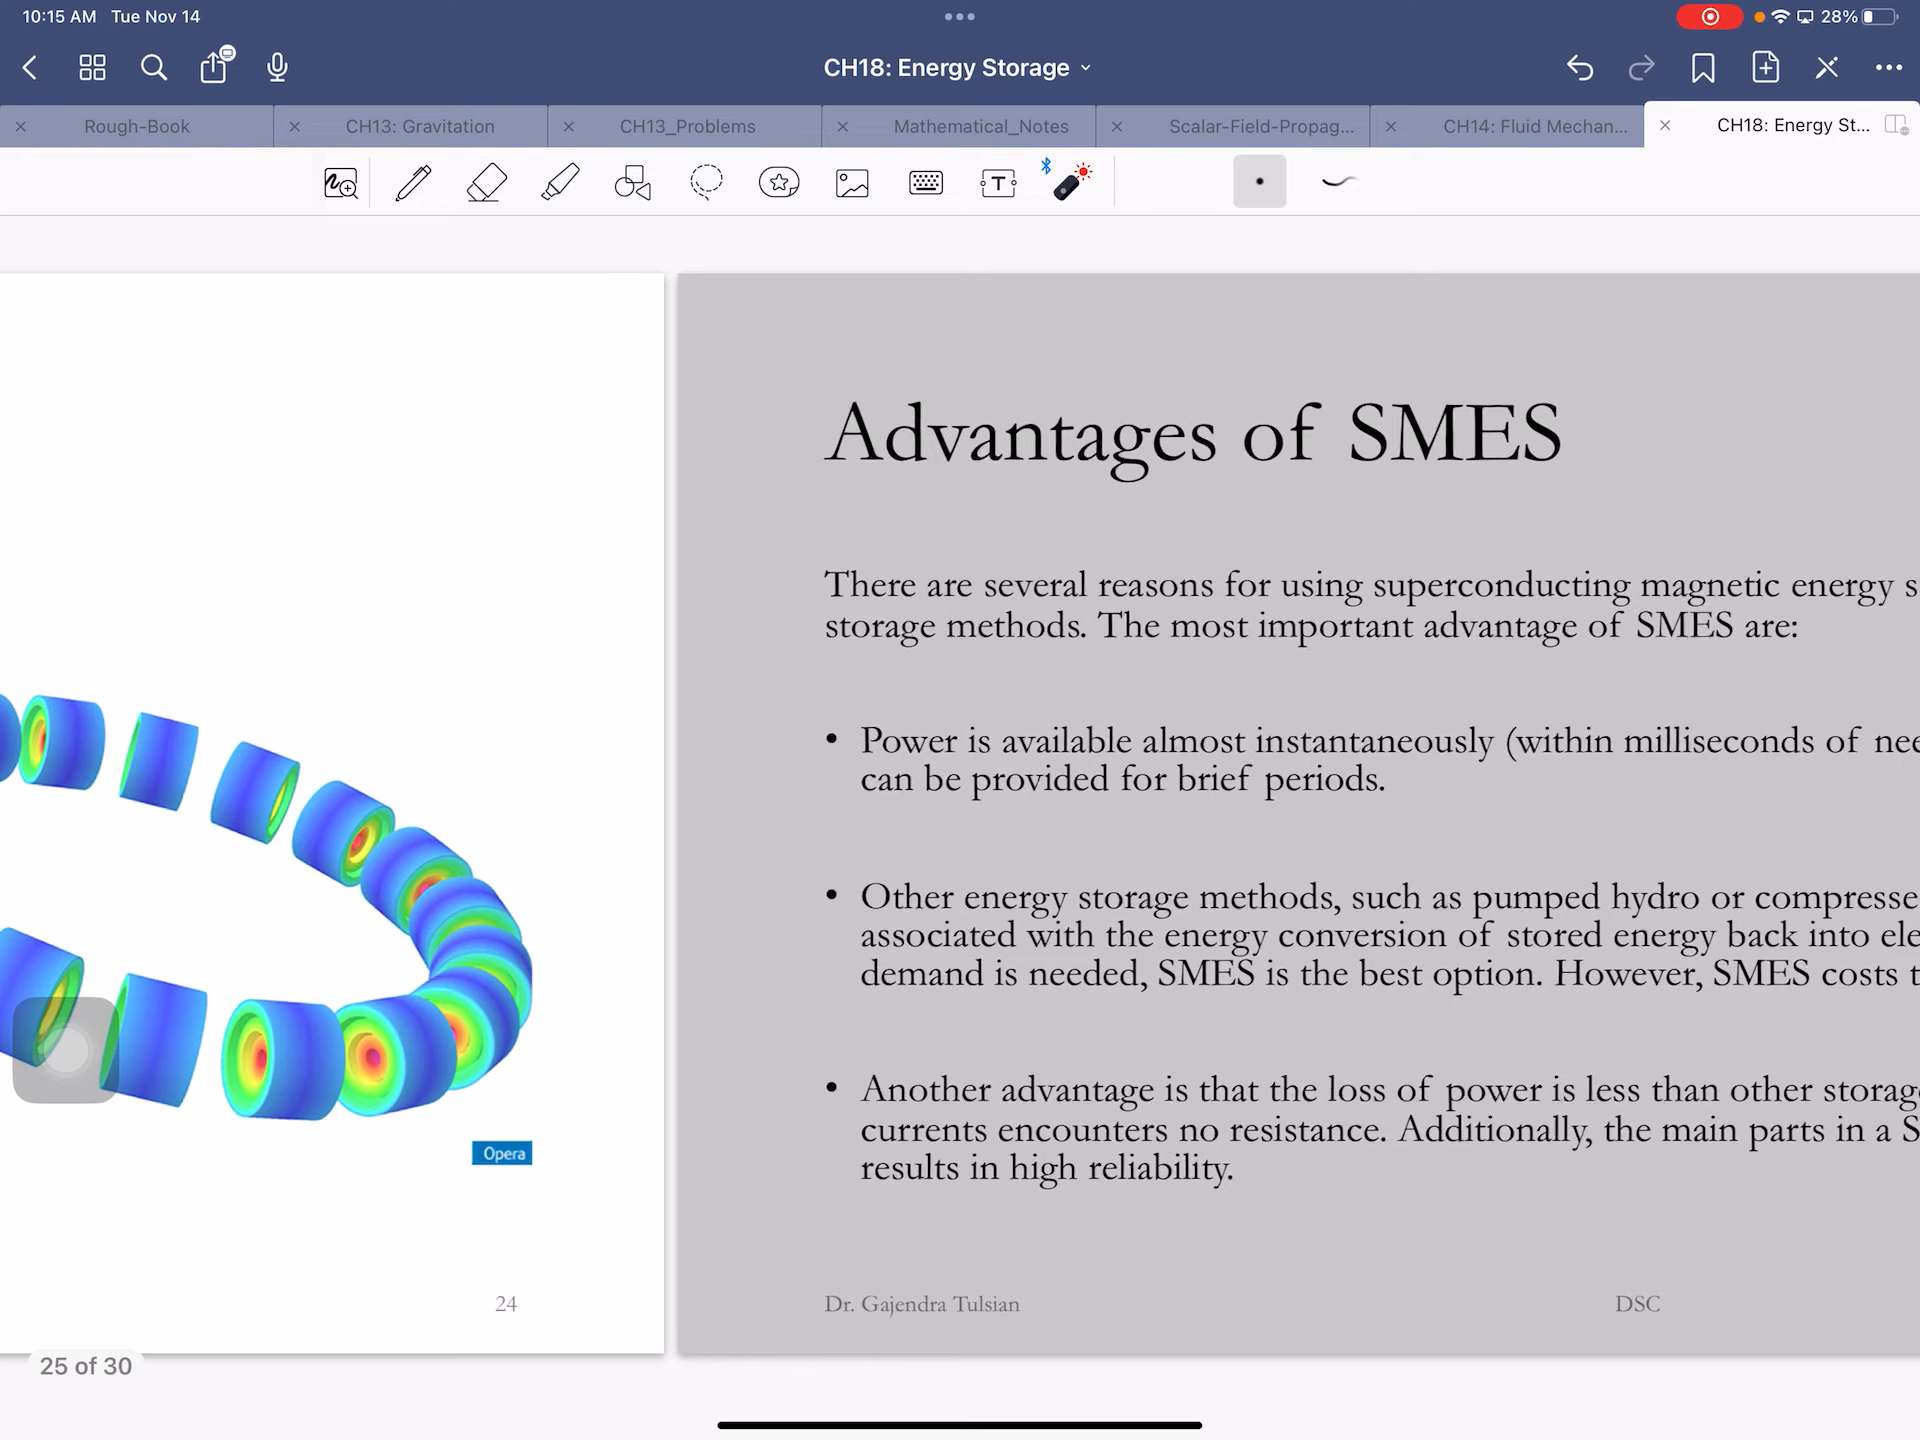 10:15 AM Tue Nov 14
28%
CH18: Energy Storage
Rough-Book
CH13: Gravitation
CH13_Problems
Mathematical_Notes
Scalar-Field-Propag...
CH14: Fluid Mechan...
CH18: Energy St...
Advantages of SMES
There are several reasons for using superconducting magnetic energy s
storage methods. The most important advantage of SMES are:
• Power is available almost instantaneously (within milliseconds of nee
can be provided for brief periods.
• Other energy storage methods, such as pumped hydro or compresse
associated with the energy conversion of stored energy back into ele
demand is needed, SMES is the best option. However, SMES costs t
• Another advantage is that the loss of power is less than other storag
currents encounters no resistance. Additionally, the main parts in a S
results in high reliability.
Opera
24
Dr. Gajendra Tulsian
DSC
25 of 30